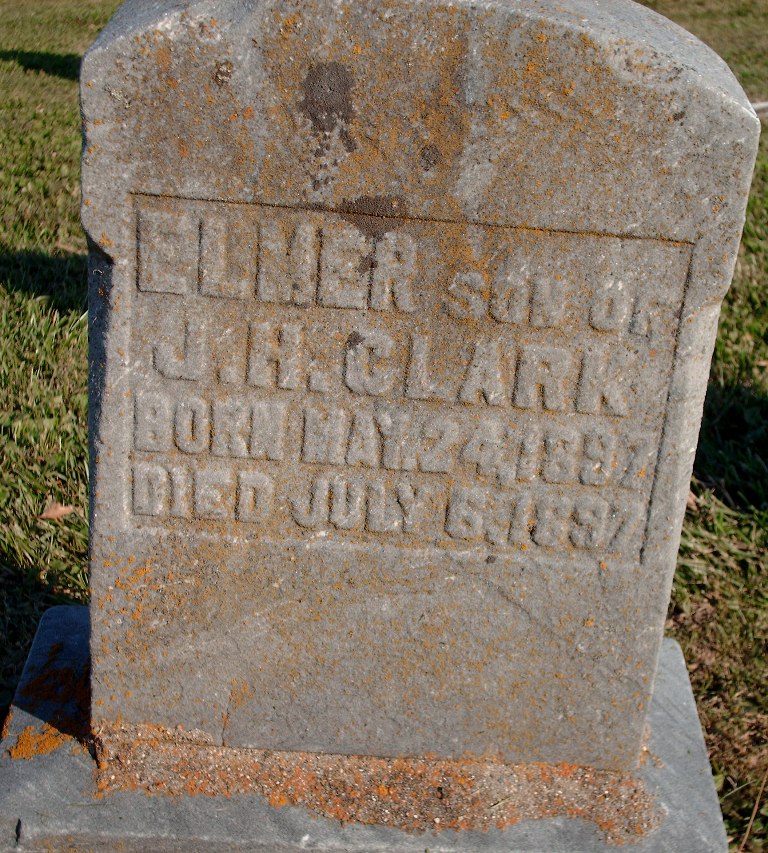 ELMER SON OF
J. H. CLARK
BORN MAY. 24, 1897
DIED JULY 6, 1897